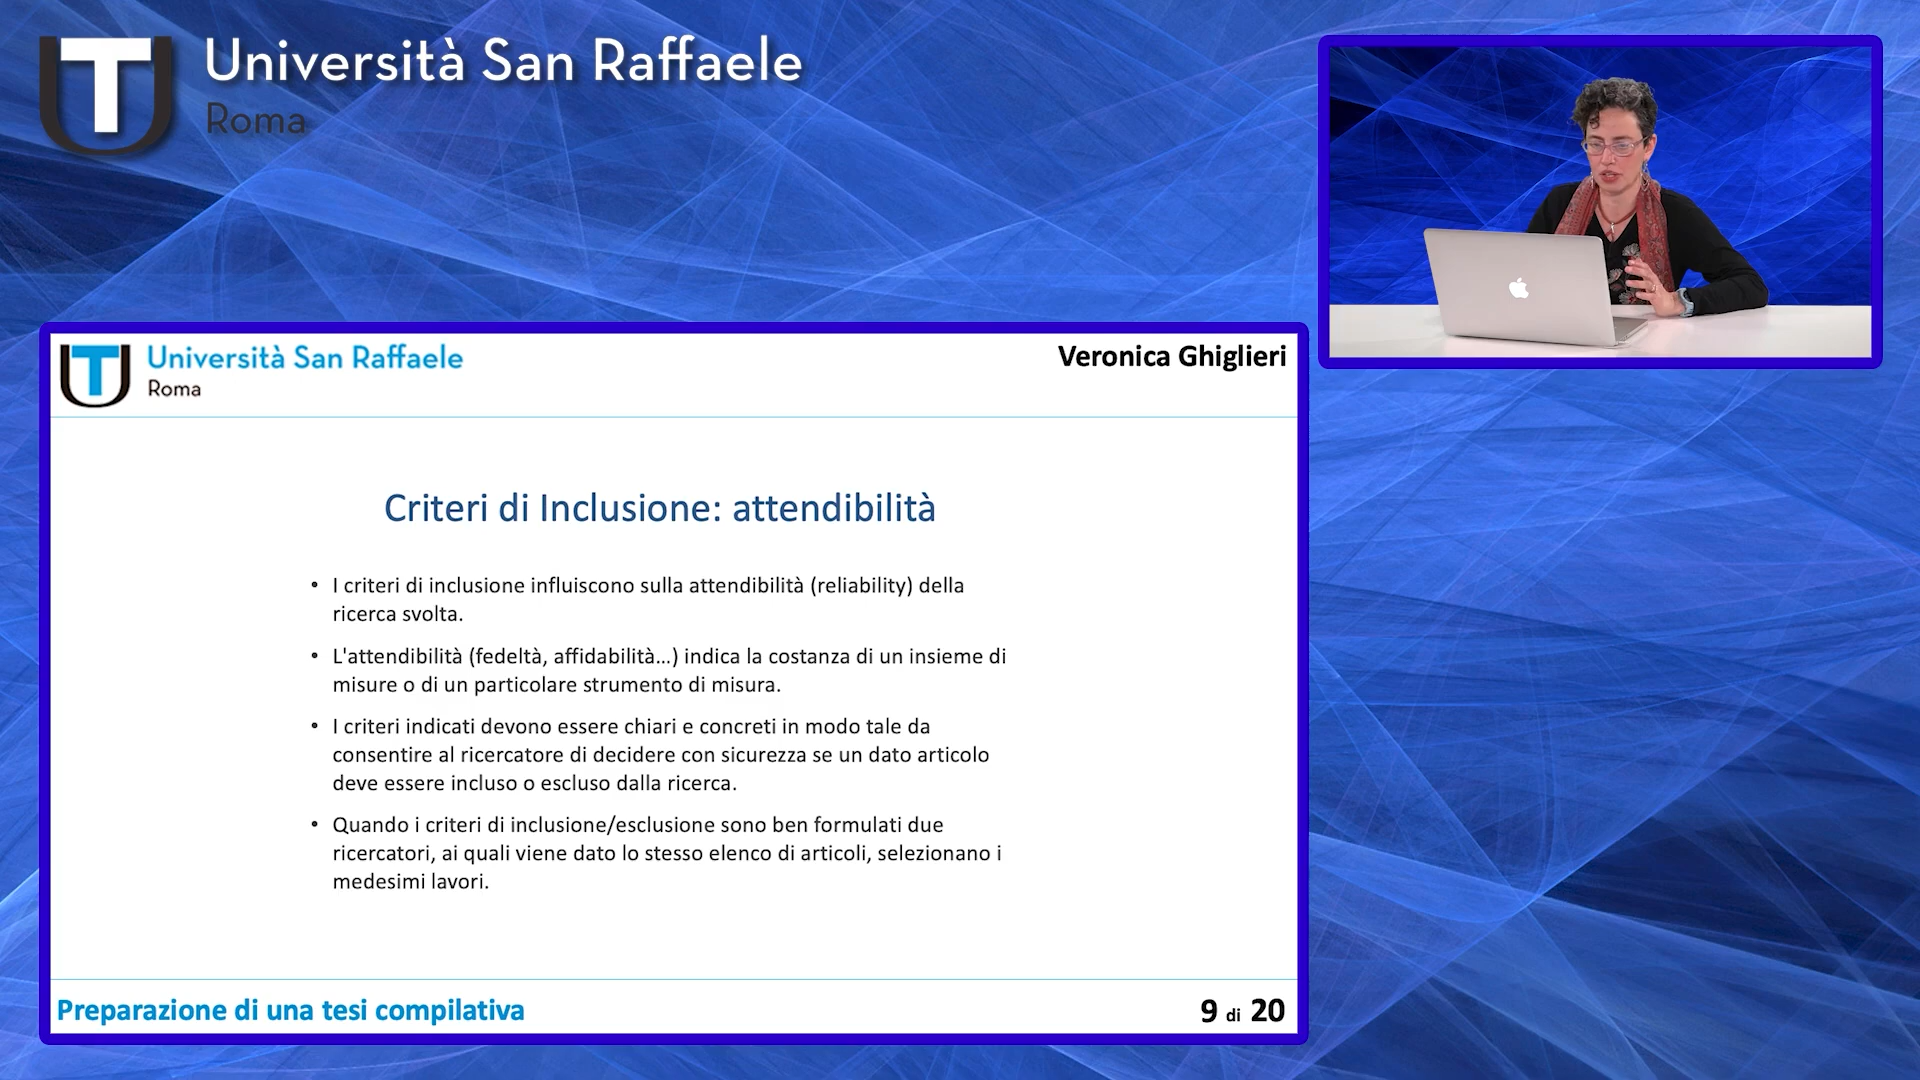 Università San Raffaele
Roma
Università San Raffaele
Roma
Veronica Ghiglieri
Criteri di Inclusione: attendibilità
• I criteri di inclusione influiscono sulla attendibilità (reliability) della
ricerca svolta.
• L'attendibilità (fedeltà, affidabilità...) indica la costanza di un insieme di
misure o di un particolare strumento di misura.
• I criteri indicati devono essere chiari e concreti in modo tale da
consentire al ricercatore di decidere con sicurezza se un dato articolo
deve essere incluso o escluso dalla ricerca.
• Quando i criteri di inclusione/esclusione sono ben formulati due
ricercatori, ai quali viene dato lo stesso elenco di articoli, selezionano i
medesimi lavori.
Preparazione di una tesi compilativa
9 di 20